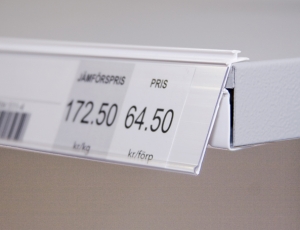 JÄMFÖRSPRIS PRIS
172.50 64.50
kr/kg kr/förp